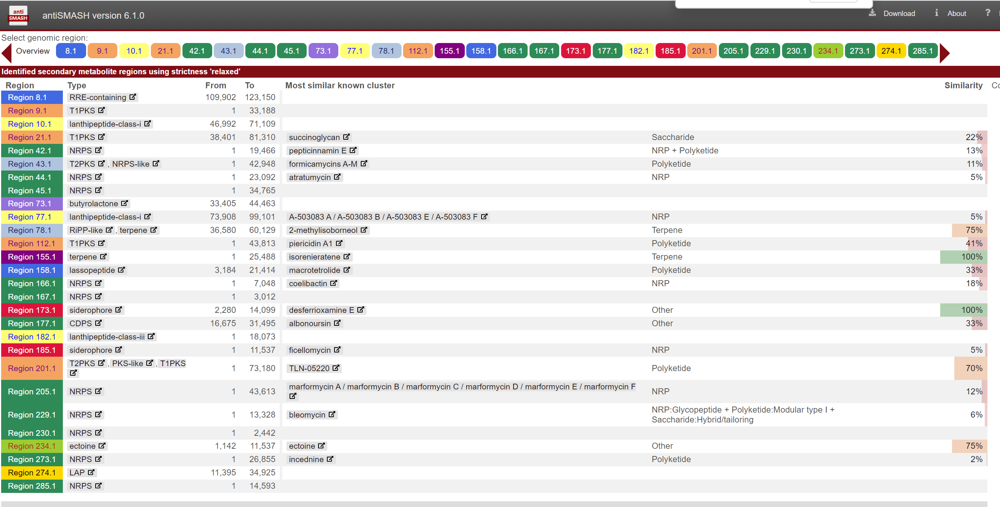 anti
SMASH
antiSMASH version 6.1.0
Download
About
?
Select genomic region:
Overview 8.1 9.1 10.1 21.1 42.1 43.1 44.1 45.1 73.1 77.1 78.1 112.1 155.1 158.1 166.1 167.1 173.1 177.1 182.1 185.1 201.1 205.1 229.1 230.1 234.1 273.1 274.1 285.1
Identified secondary metabolite regions using strictness 'relaxed'
Region Type From To Most similar known cluster Similarity
Region 8.1 RRE-containing 109,902 123,150
Region 9.1 T1PKS 1 33,188
Region 10.1 lanthipeptide-class-i 46,992 71,109
Region 21.1 T1PKS 38,401 81,310 succinoglycan Saccharide 22%
Region 42.1 NRPS 1 19,466 pepticinnamin E NRP + Polyketide 13%
Region 43.1 T2PKS , NRPS-like 1 42,948 formicamycins A-M Polyketide 11%
Region 44.1 NRPS 1 23,092 atratumycin NRP 5%
Region 45.1 NRPS 1 34,765
Region 73.1 butyrolactone 33,405 44,463
Region 77.1 lanthipeptide-class-i 73,908 99,101 A-503083 A / A-503083 B / A-503083 E / A-503083 F NRP 5%
Region 78.1 RiPP-like , terpene 36,580 60,129 2-methylisoborneol Terpene 75%
Region 112.1 T1PKS 1 43,813 piericidin A1 Polyketide 41%
Region 155.1 terpene 1 25,488 isorenieratene Terpene 100%
Region 158.1 lassopeptide 3,184 21,414 macrotetrolide Polyketide 33%
Region 166.1 NRPS 1 7,048 coelibactin NRP 18%
Region 167.1 NRPS 1 3,012
Region 173.1 siderophore 2,280 14,099 desferrioxamine E Other 100%
Region 177.1 CDPS 16,675 31,495 albonoursin Other 33%
Region 182.1 lanthipeptide-class-iii 1 18,073
Region 185.1 siderophore 1 11,537 ficellomycin NRP 5%
Region 201.1 T2PKS , PKS-like , T1PKS 1 73,180 TLN-05220 Polyketide 70%
Region 205.1 NRPS 1 43,613 marformycin A / marformycin B / marformycin C / marformycin D / marformycin E / marformycin F NRP 12%
Region 229.1 NRPS 1 13,328 bleomycin NRP:Glycopeptide + Polyketide:Modular type I +
Saccharide:Hybrid/tailoring 6%
Region 230.1 NRPS 1 2,442
Region 234.1 ectoine 1,142 11,537 ectoine Other 75%
Region 273.1 NRPS 1 26,855 incednine Polyketide 2%
Region 274.1 LAP 11,395 34,925
Region 285.1 NRPS 1 14,593